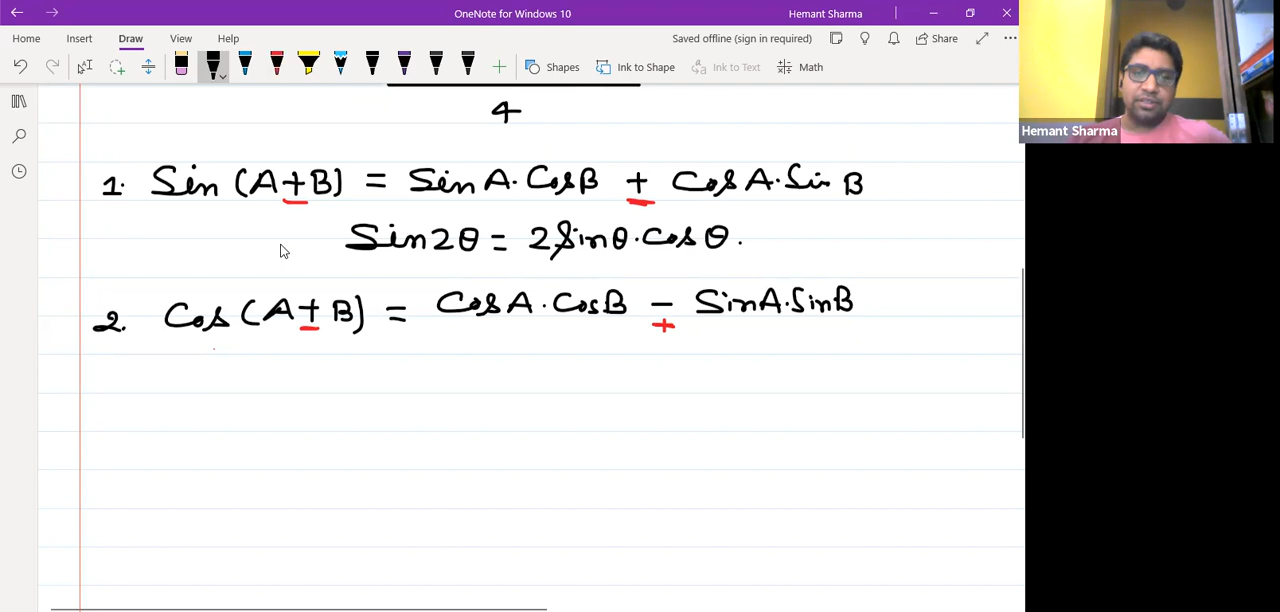 OneNote for Windows 10
Hemant Sharma
Home Insert Draw View Help
Saved offline (sign in required)
Share
Shapes
Ink to Shape
Ink to Text
Math
Hemant Sharma
4
1. Sin (A+B) = Sin A. Cos B + Cos A. Sin B
Sin 2θ = 2 Sin θ. Cos θ.
2. Cos (A+B) = Cos A. Cos B - Sin A. Sin B
+